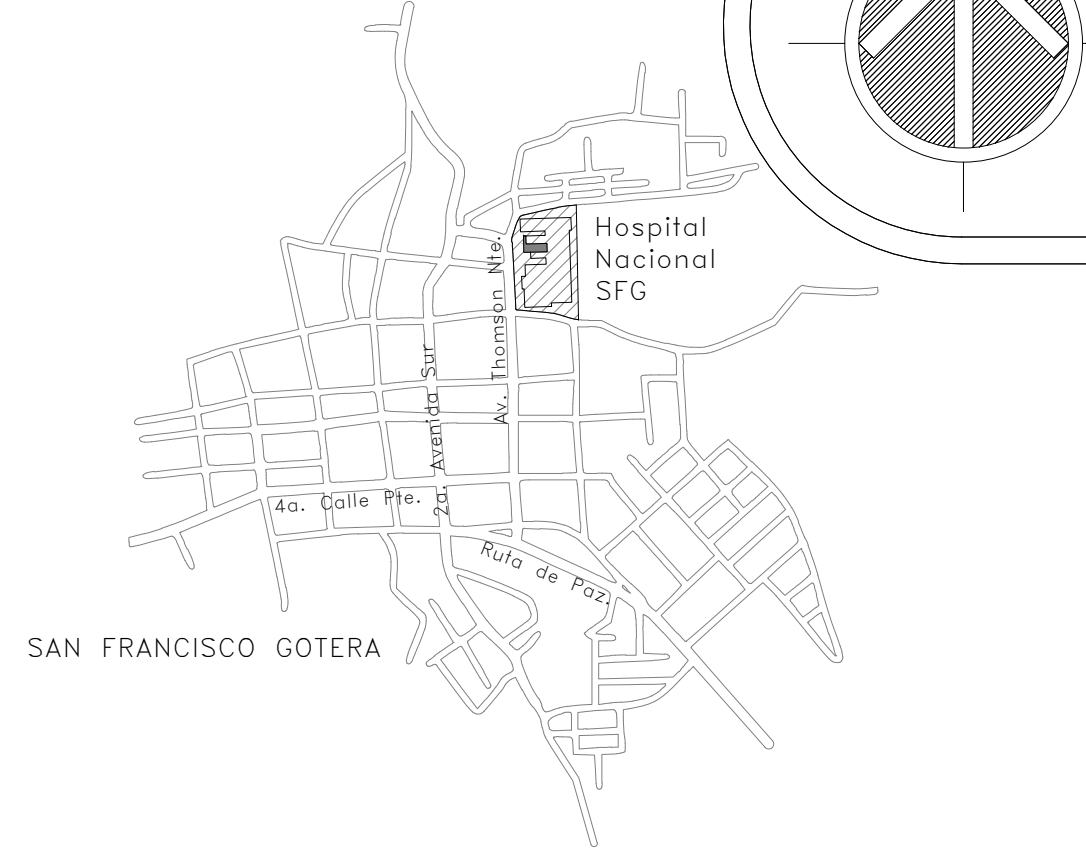 Hospital
Nacional
SFG
Av. Thomson Nte.
2a. Avenida Sur
4a. Calle Pte.
Ruta de Paz.
SAN FRANCISCO GOTERA